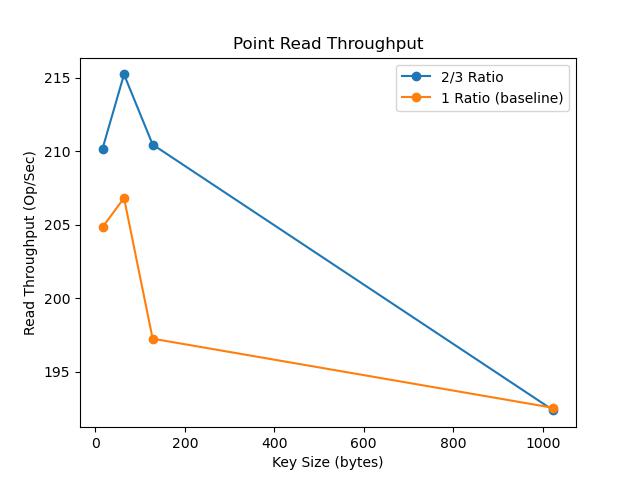 Point Read Throughput
2/3 Ratio
1 Ratio (baseline)
Read Throughput (Op/Sec)
215
210
205
200
195
0 200 400 600 800 1000
Key Size (bytes)